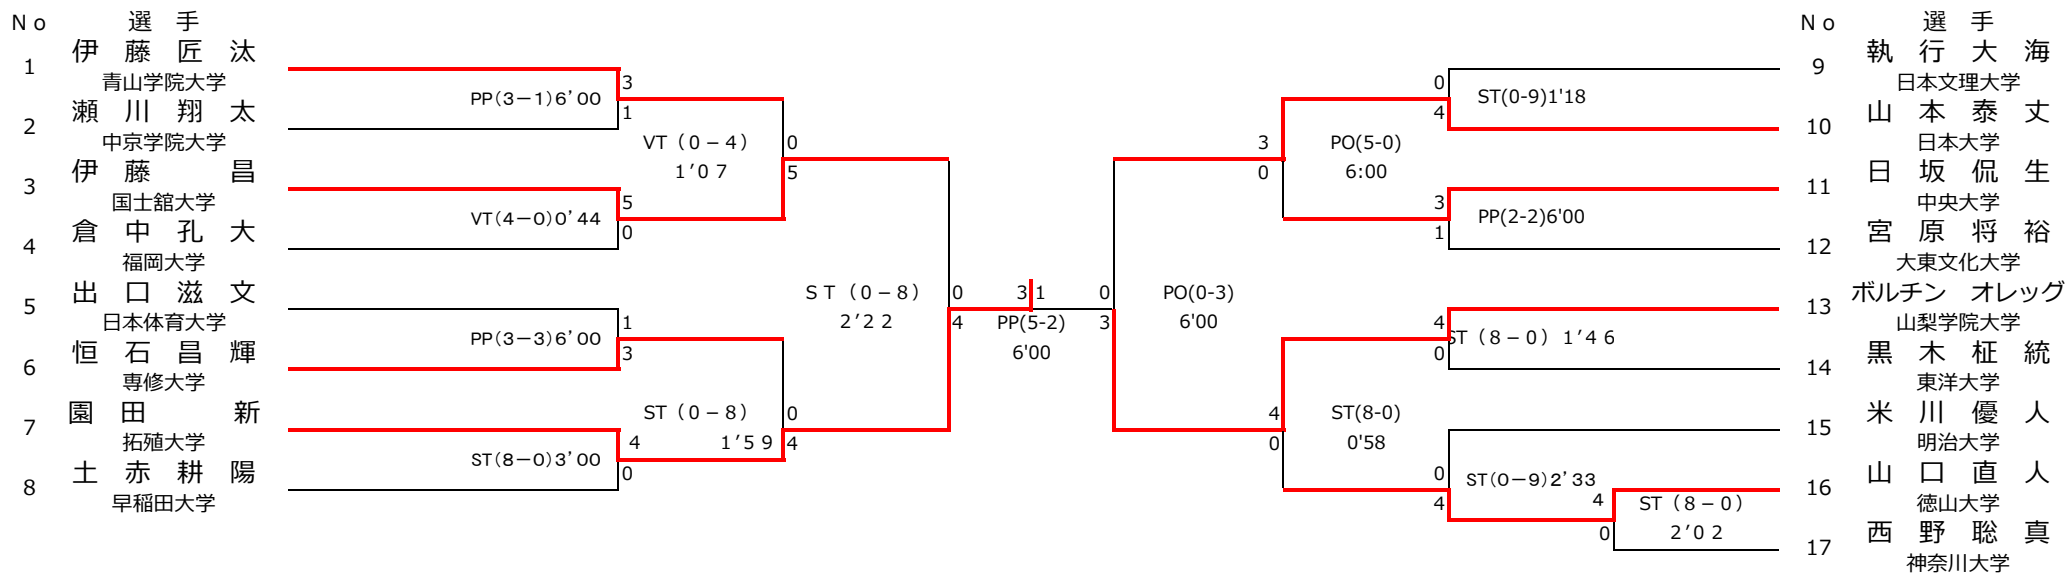 No 選手
1 伊藤匠汰
青山学院大学
2 瀬川翔太
中京学院大学
3 伊藤昌
国士舘大学
4 倉中孔大
福岡大学
5 出口滋文
日本体育大学
6 恒石昌輝
専修大学
7 園田新
拓殖大学
8 土赤耕陽
早稲田大学
3
PP(3−1)6’00
1
VT（0−4）
1’07
0
5
5
VT(4−0)0’44
0
1
PP(3−3)6’00
3
ST（0−8）
1’59
0
4
4
ST(8−0)3’00
0
ST（0−8）
2’22
0
4
3 1
PP(5-2)
6'00
0
3
PO(0-3)
6'00
3
0
PO(5-0)
6:00
0
4
ST(0-9)1'18
3
1
PP(2-2)6'00
4
0
ST（8−0）1’46
4
0
ST(8-0)
0'58
0
4
ST(0−9)2’33
4
0
ST（8−0）
2’02
No 選手
9 執行大海
日本文理大学
10 山本泰丈
日本大学
11 日坂侃生
中央大学
12 宮原将裕
大東文化大学
13 ボルチン オレッグ
山梨学院大学
14 黒木柾統
東洋大学
15 米川優人
明治大学
16 山口直人
徳山大学
17 西野聡真
神奈川大学